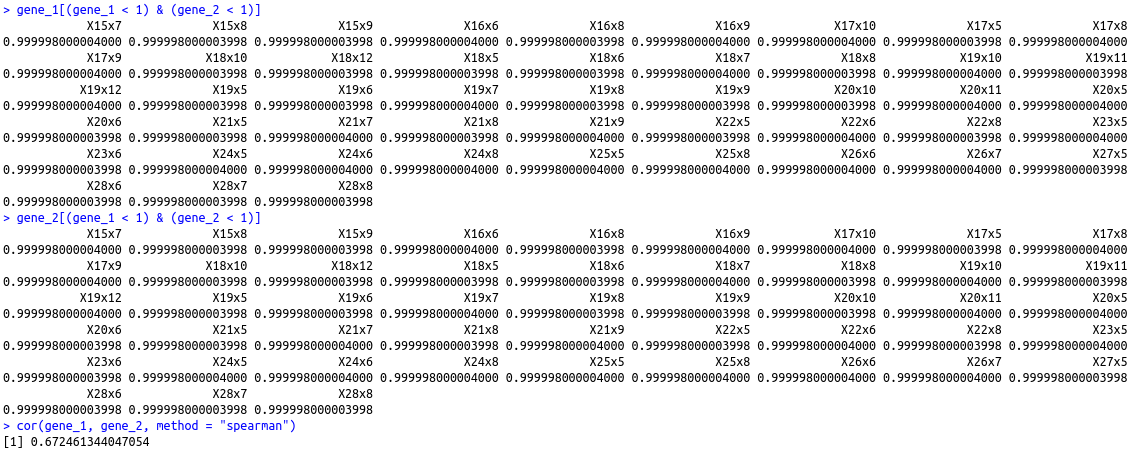 > gene_1[(gene_1 < 1) & (gene_2 < 1)]
X15x7 X15x8 X15x9 X16x6 X16x8 X16x9 X17x10 X17x5 X17x8
0.999998000004000 0.999998000003998 0.999998000003998 0.999998000004000 0.999998000003998 0.999998000004000 0.999998000004000 0.999998000003998 0.999998000004000
X17x9 X18x10 X18x12 X18x5 X18x6 X18x7 X18x8 X19x10 X19x11
0.999998000004000 0.999998000003998 0.999998000003998 0.999998000003998 0.999998000004000 0.999998000003998 0.999998000003998 0.999998000004000 0.999998000003998
X19x12 X19x5 X19x6 X19x7 X19x8 X19x9 X20x10 X20x11 X20x5
0.999998000004000 0.999998000003998 0.999998000003998 0.999998000004000 0.999998000003998 0.999998000003998 0.999998000003998 0.999998000004000 0.999998000004000
X20x6 X21x5 X21x7 X21x8 X21x9 X22x5 X22x6 X22x8 X23x5
0.999998000003998 0.999998000003998 0.999998000004000 0.999998000003998 0.999998000004000 0.999998000003998 0.999998000003998 0.999998000004000 0.999998000004000
X23x6 X24x5 X24x6 X24x8 X25x5 X25x8 X26x6 X26x7 X27x5
0.999998000003998 0.999998000004000 0.999998000004000 0.999998000004000 0.999998000004000 0.999998000004000 0.999998000004000 0.999998000004000 0.999998000003998
X28x6 X28x7 X28x8
0.999998000003998 0.999998000003998 0.999998000003998
> gene_2[(gene_1 < 1) & (gene_2 < 1)]
X15x7 X15x8 X15x9 X16x6 X16x8 X16x9 X17x10 X17x5 X17x8
0.999998000004000 0.999998000003998 0.999998000003998 0.999998000004000 0.999998000003998 0.999998000004000 0.999998000004000 0.999998000003998 0.999998000004000
X17x9 X18x10 X18x12 X18x5 X18x6 X18x7 X18x8 X19x10 X19x11
0.999998000004000 0.999998000003998 0.999998000003998 0.999998000003998 0.999998000004000 0.999998000003998 0.999998000003998 0.999998000004000 0.999998000003998
X19x12 X19x5 X19x6 X19x7 X19x8 X19x9 X20x10 X20x11 X20x5
0.999998000004000 0.999998000003998 0.999998000003998 0.999998000004000 0.999998000003998 0.999998000003998 0.999998000003998 0.999998000004000 0.999998000004000
X20x6 X21x5 X21x7 X21x8 X21x9 X22x5 X22x6 X22x8 X23x5
0.999998000003998 0.999998000003998 0.999998000004000 0.999998000003998 0.999998000004000 0.999998000003998 0.999998000003998 0.999998000004000 0.999998000004000
X23x6 X24x5 X24x6 X24x8 X25x5 X25x8 X26x6 X26x7 X27x5
0.999998000003998 0.999998000004000 0.999998000004000 0.999998000004000 0.999998000004000 0.999998000004000 0.999998000004000 0.999998000004000 0.999998000003998
X28x6 X28x7 X28x8
0.999998000003998 0.999998000003998 0.999998000003998
> cor(gene_1, gene_2, method = "spearman")
[1] 0.672461344047054